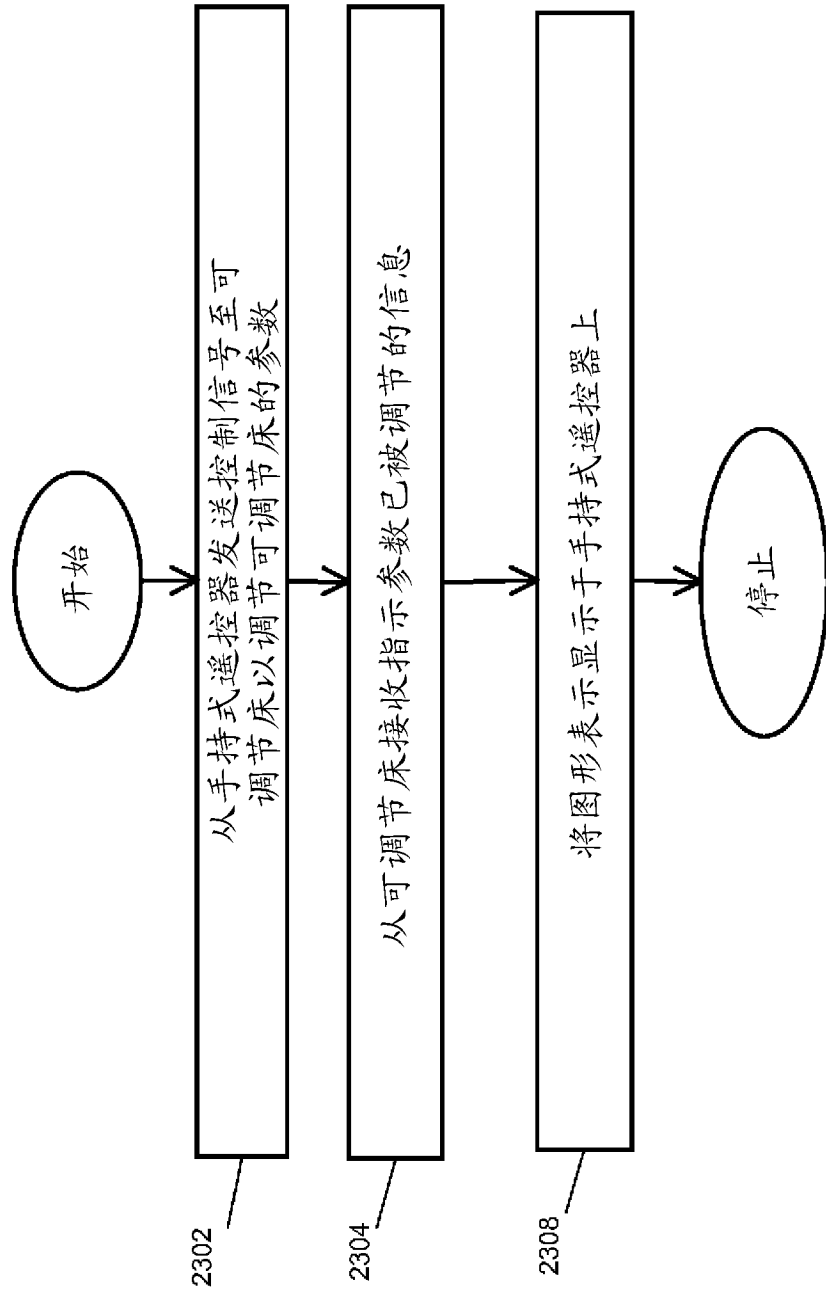 开始
从手持式遥控器发送控制信号至可
调节床以调节可调节床的参数
2302
从可调节床接收指示参数已被调节的信息
2304
将图形表示显示于手持式遥控器上
2308
停止